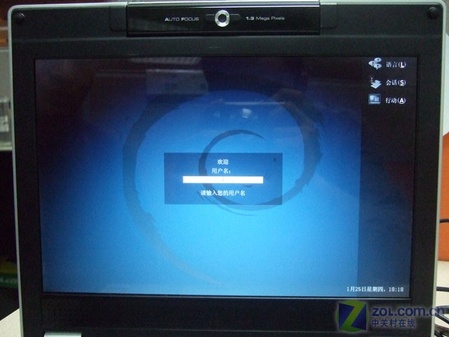 AUTO FOCUS 1.3 Mega Pixels
语言(L)
会话(S)
行动(A)
欢迎
用户名:
请输入您的用户名
1月25日星期四, 10:10
ZOL.COM.CN
中关村在线